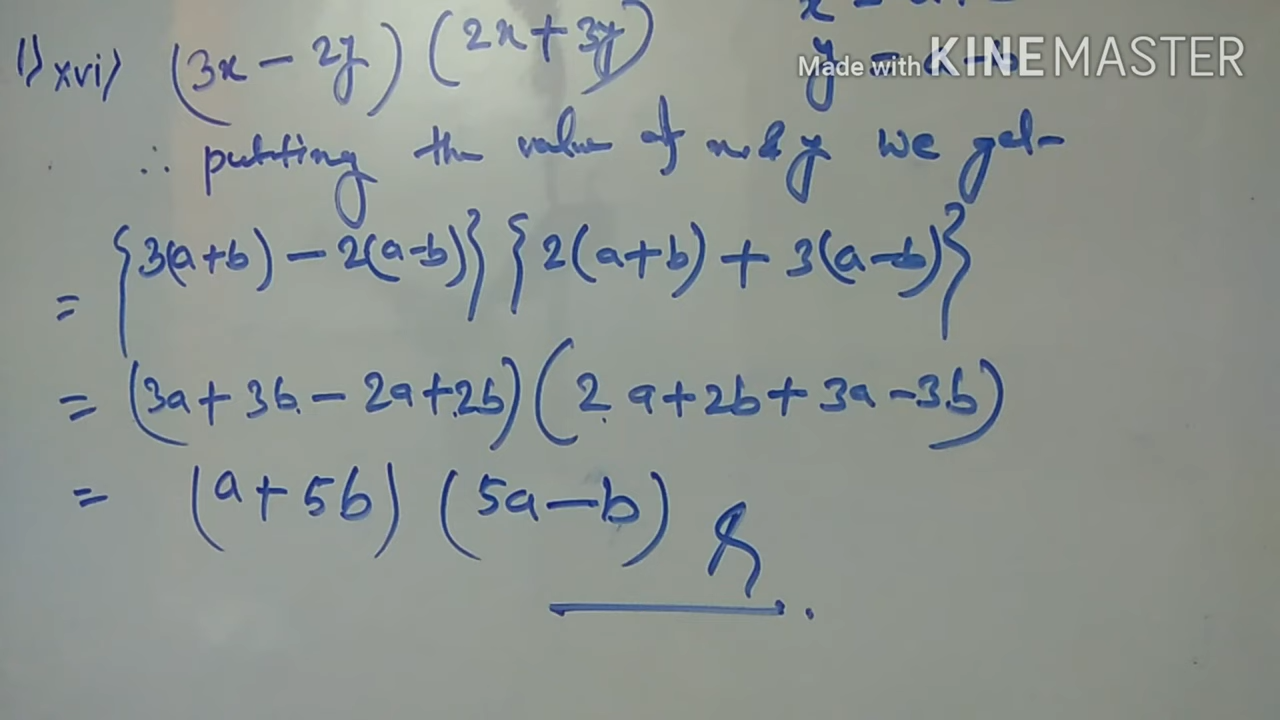 1) xvi) (3x − 2y) (2x + 3y)
x =
y = a − b
Made with KINEMASTER
∴ putting the value of x & y we get-
= {3(a+b) − 2(a−b)} {2(a+b) + 3(a−b)}
= (3a + 3b − 2a + 2b) (2a + 2b + 3a − 3b)
= (a + 5b) (5a − b)